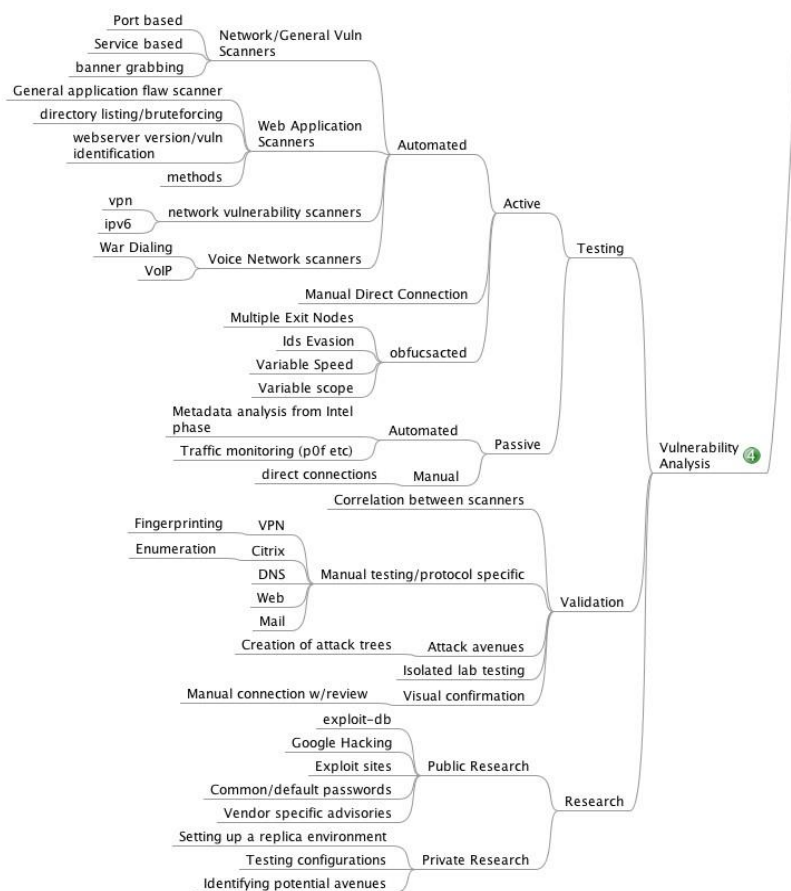 Port based
Service based
banner grabbing
Network/General Vuln
Scanners
General application flaw scanner
directory listing/bruteforcing
webserver version/vuln
identification
methods
Web Application
Scanners
vpn
ipv6
network vulnerability scanners
War Dialing
VoIP
Voice Network scanners
Automated
Manual Direct Connection
Multiple Exit Nodes
Ids Evasion
Variable Speed
Variable scope
obfucsacted
Active
Metadata analysis from Intel
phase
Traffic monitoring (p0f etc)
Automated
direct connections
Manual
Passive
Testing
Correlation between scanners
Fingerprinting
VPN
Enumeration
Citrix
DNS
Web
Mail
Manual testing/protocol specific
Creation of attack trees
Attack avenues
Isolated lab testing
Manual connection w/review
Visual confirmation
Validation
exploit-db
Google Hacking
Exploit sites
Common/default passwords
Vendor specific advisories
Public Research
Setting up a replica environment
Testing configurations
Identifying potential avenues
Private Research
Research
Vulnerability
Analysis
4